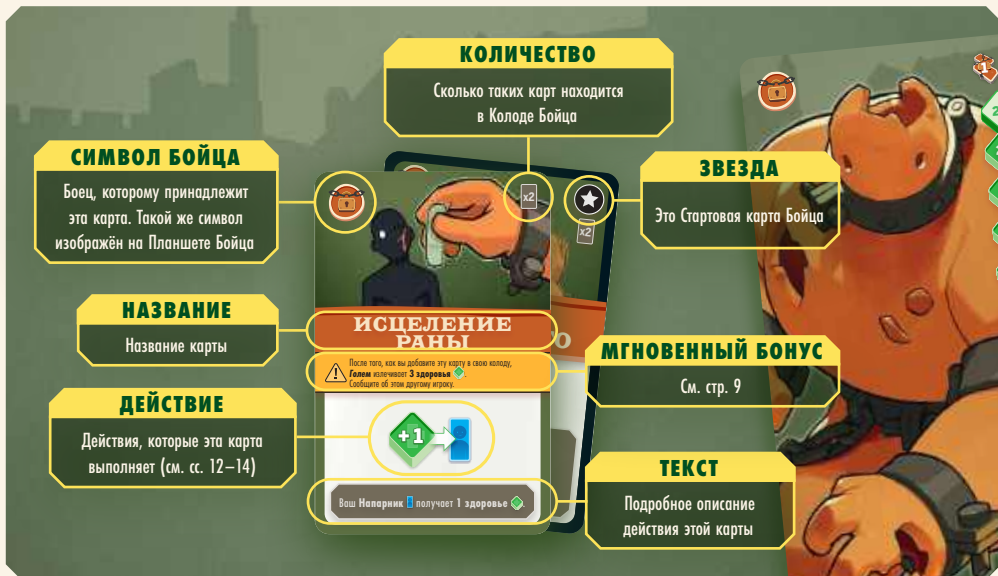 КОЛИЧЕСТВО
Сколько таких карт находится
в Колоде Бойца
СИМВОЛ БОЙЦА
Боец, которому принадлежит
эта карта. Такой же символ
изображён на Планшете Бойца
ЗВЕЗДА
Это Стартовая карта Бойца
x2
x2
НАЗВАНИЕ
Название карты
ИСЦЕЛЕНИЕ
РАНЫ
МГНОВЕННЫЙ БОНУС
См. стр. 9
После того, как вы добавите эту карту в свою колоду,
Голем излечивает 3 здоровья.
Сообщите об этом другому игроку.
ДЕЙСТВИЕ
Действия, которые эта карта
выполняет (см. сс. 12–14)
+1
ТЕКСТ
Подробное описание
действия этой карты
Ваш Напарник получает 1 здоровье.
1